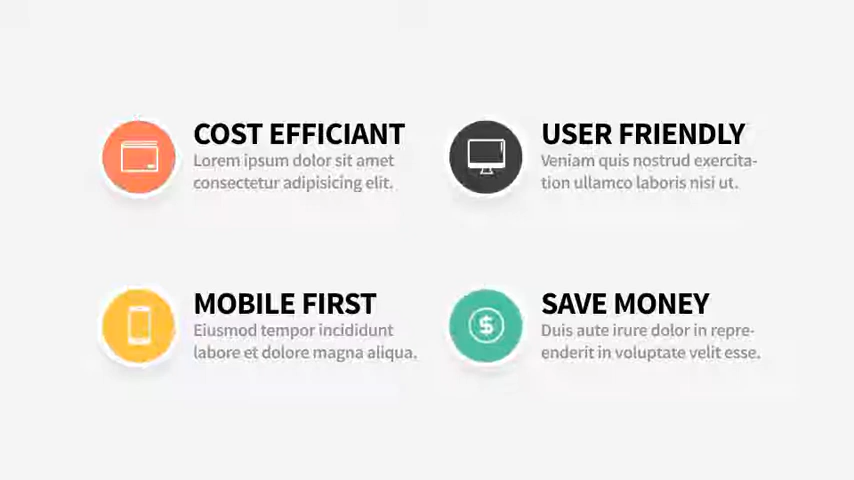 COST EFFICIANT
Lorem ipsum dolor sit amet
consectetur adipisicing elit.
USER FRIENDLY
Veniam quis nostrud exercita-
tion ullamco laboris nisi ut.
MOBILE FIRST
Eiusmod tempor incididunt
labore et dolore magna aliqua.
SAVE MONEY
Duis aute irure dolor in repre-
enderit in voluptate velit esse.